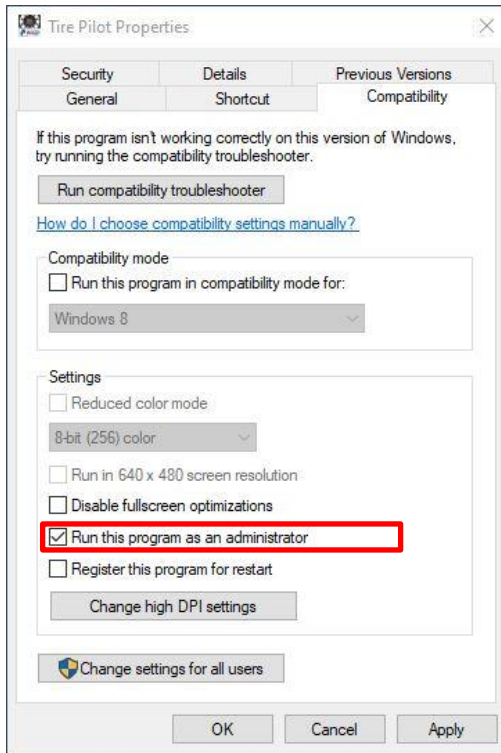 Tire Pilot Properties
Security Details Previous Versions
General Shortcut Compatibility
If this program isn't working correctly on this version of Windows,
try running the compatibility troubleshooter.
Run compatibility troubleshooter
How do I choose compatibility settings manually?
Compatibility mode
Run this program in compatibility mode for:
Windows 8
Settings
Reduced color mode
8-bit (256) color
Run in 640 x 480 screen resolution
Disable fullscreen optimizations
Run this program as an administrator
Register this program for restart
Change high DPI settings
Change settings for all users
OK Cancel Apply